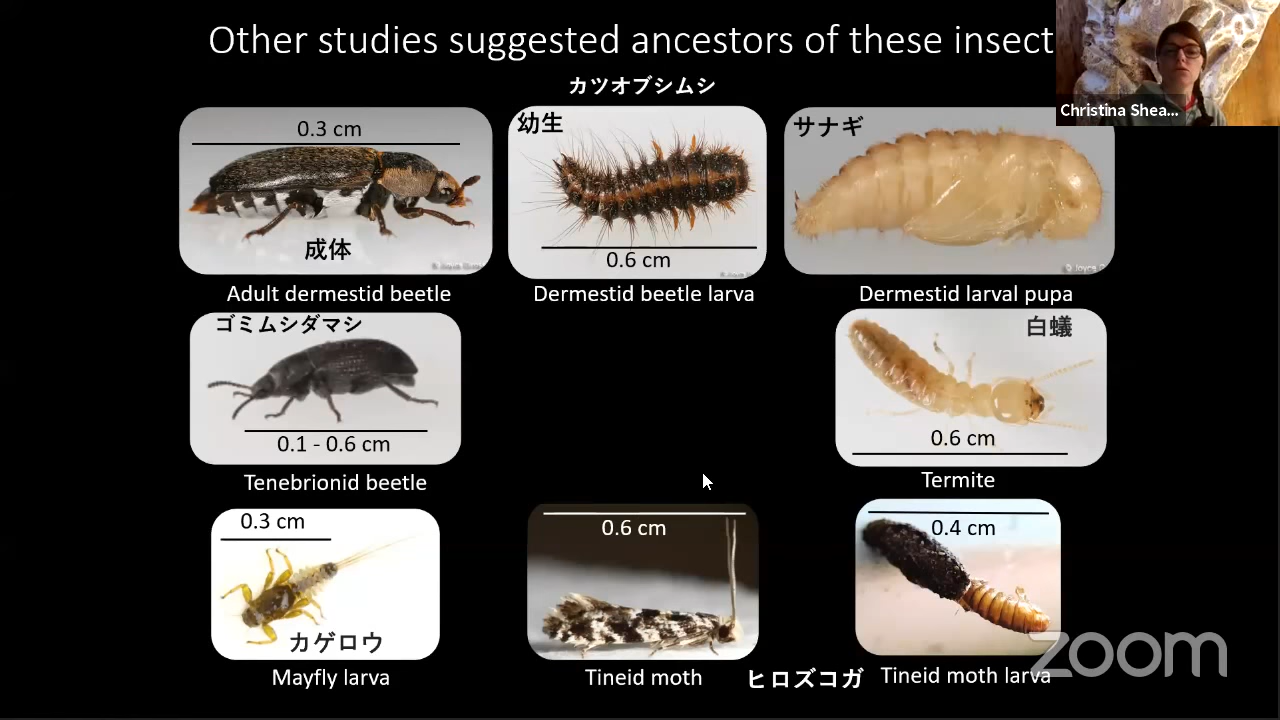 Other studies suggested ancestors of these insect
Christina Shea...
カツオブシムシ
0.3 cm
成体
Adult dermestid beetle
幼生
0.6 cm
Dermestid beetle larva
サナギ
Dermestid larval pupa
ゴミムシダマシ
0.1 - 0.6 cm
Tenebrionid beetle
白蟻
0.6 cm
Termite
0.3 cm
カゲロウ
Mayfly larva
0.6 cm
Tineid moth
ヒロズコガ
0.4 cm
Tineid moth larva
zoom